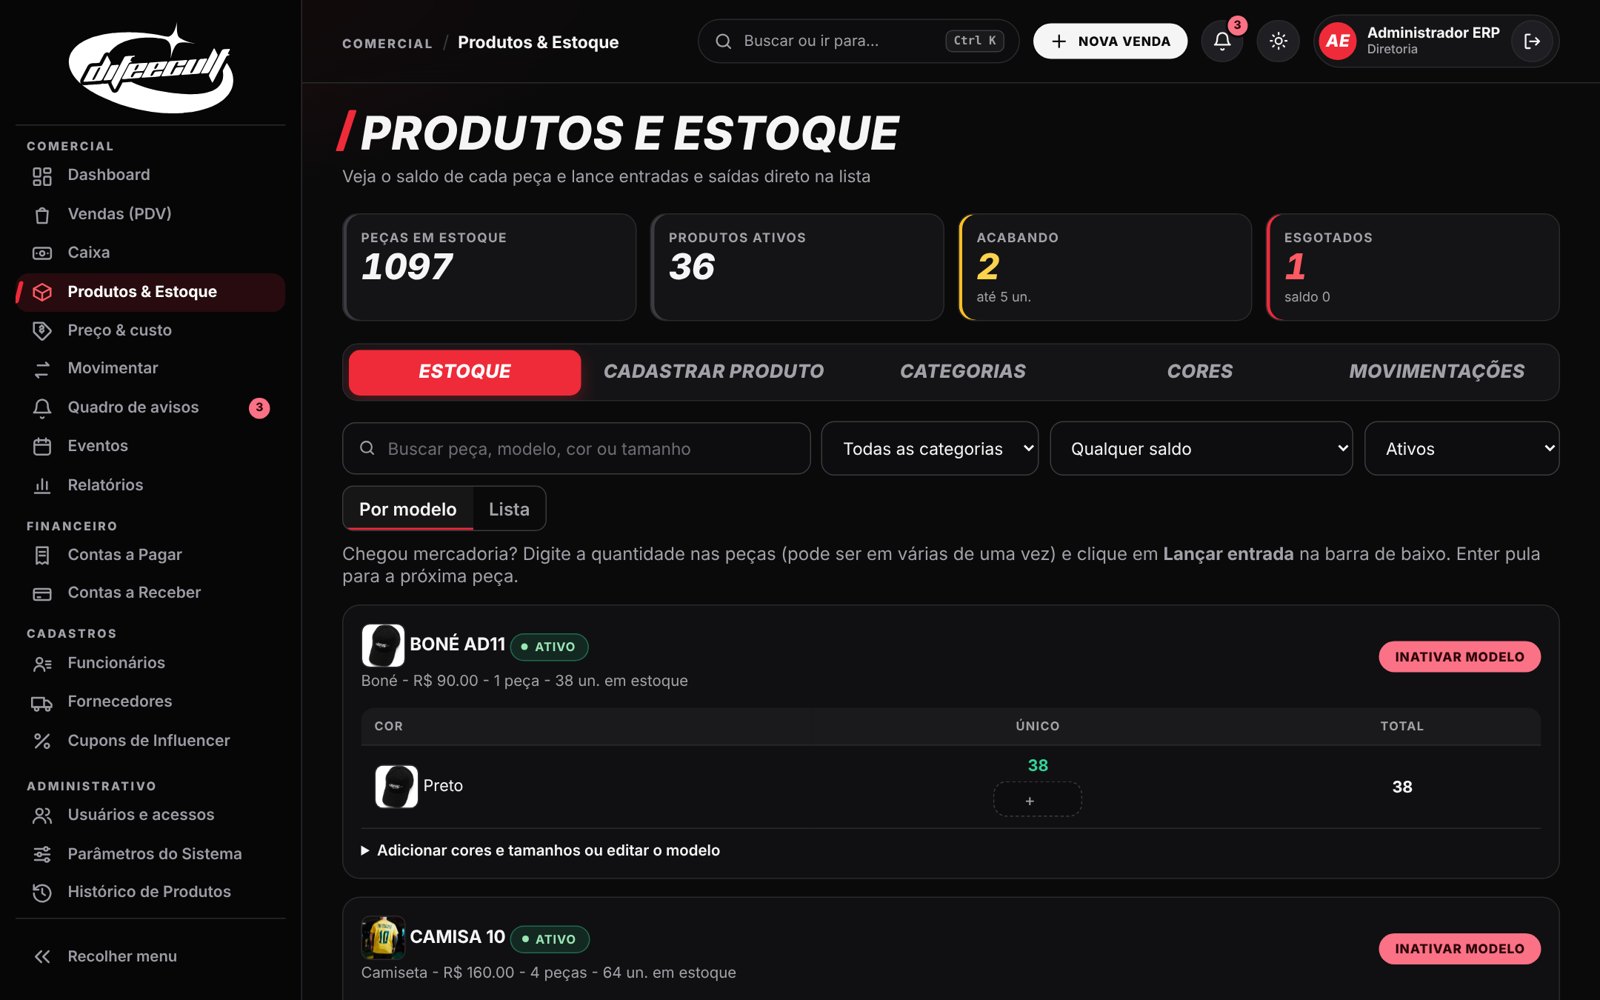 difeecult
COMERCIAL
Dashboard
Vendas (PDV)
Caixa
Produtos & Estoque
Preço & custo
Movimentar
Quadro de avisos
3
Eventos
Relatórios
FINANCEIRO
Contas a Pagar
Contas a Receber
CADASTROS
Funcionários
Fornecedores
Cupons de Influencer
ADMINISTRATIVO
Usuários e acessos
Parâmetros do Sistema
Histórico de Produtos
Recolher menu
COMERCIAL / Produtos & Estoque
Buscar ou ir para...
Ctrl K
+ NOVA VENDA
3
AE
Administrador ERP
Diretoria
/PRODUTOS E ESTOQUE
Veja o saldo de cada peça e lance entradas e saídas direto na lista
PEÇAS EM ESTOQUE
1097
PRODUTOS ATIVOS
36
ACABANDO
2
até 5 un.
ESGOTADOS
1
saldo 0
ESTOQUE
CADASTRAR PRODUTO
CATEGORIAS
CORES
MOVIMENTAÇÕES
Buscar peça, modelo, cor ou tamanho
Todas as categorias
Qualquer saldo
Ativos
Por modelo
Lista
Chegou mercadoria? Digite a quantidade nas peças (pode ser em várias de uma vez) e clique em Lançar entrada na barra de baixo. Enter pula
para a próxima peça.
BONÉ AD11
ATIVO
Boné - R$ 90.00 - 1 peça - 38 un. em estoque
INATIVAR MODELO
COR
ÚNICO
TOTAL
Preto
38
+
38
Adicionar cores e tamanhos ou editar o modelo
CAMISA 10
ATIVO
Camiseta - R$ 160.00 - 4 peças - 64 un. em estoque
INATIVAR MODELO